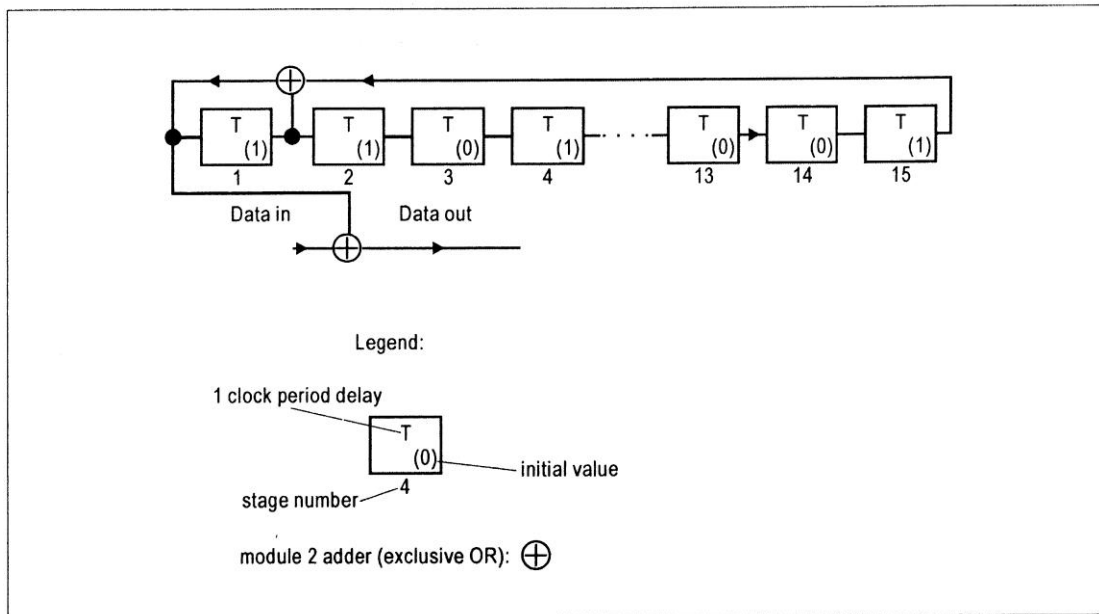 T T T T T T T
(1) (1) (0) (1) (0) (0) (1)
1 2 3 4 13 14 15
Data in Data out
Legend:
1 clock period delay
T
(0)
initial value
stage number
4
module 2 adder (exclusive OR):